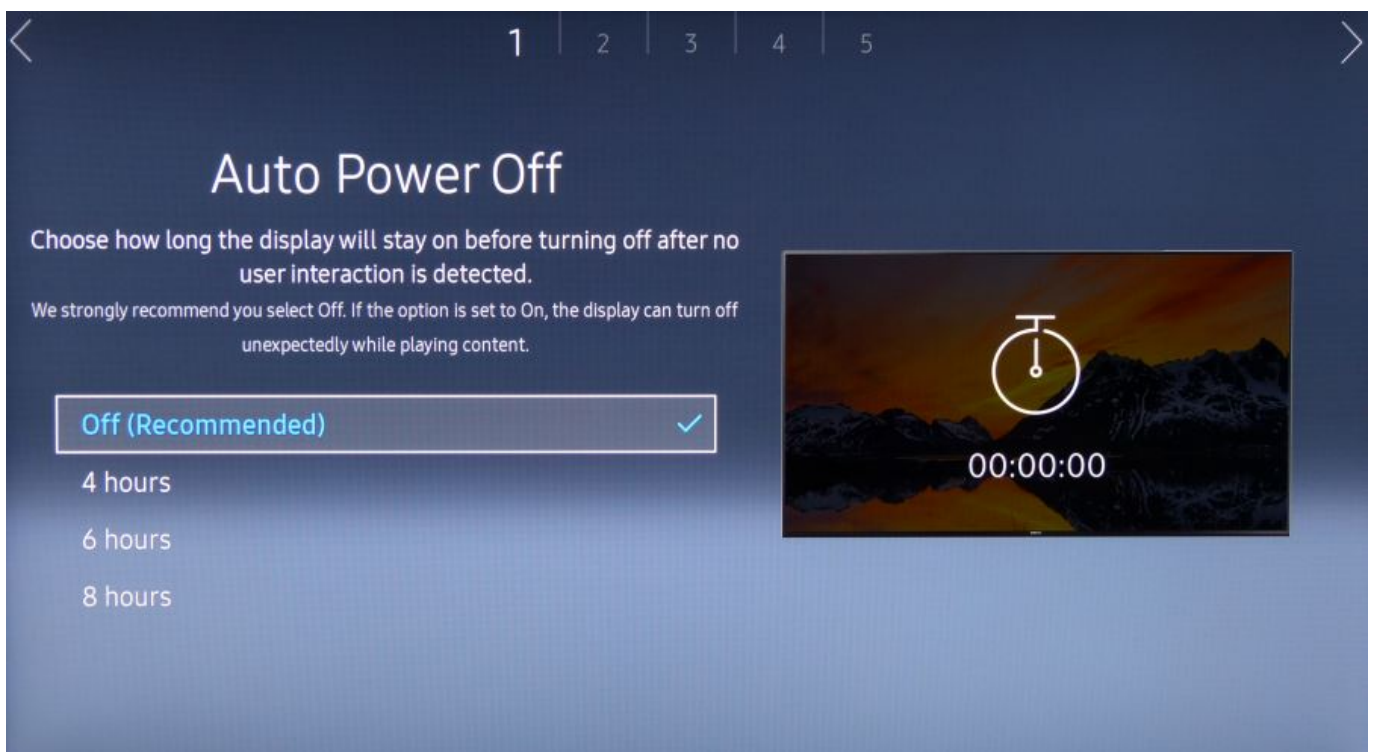 1 2 3 4 5
Auto Power Off
Choose how long the display will stay on before turning off after no
user interaction is detected.
We strongly recommend you select Off. If the option is set to On, the display can turn off
unexpectedly while playing content.
Off (Recommended)
4 hours
6 hours
8 hours
00:00:00